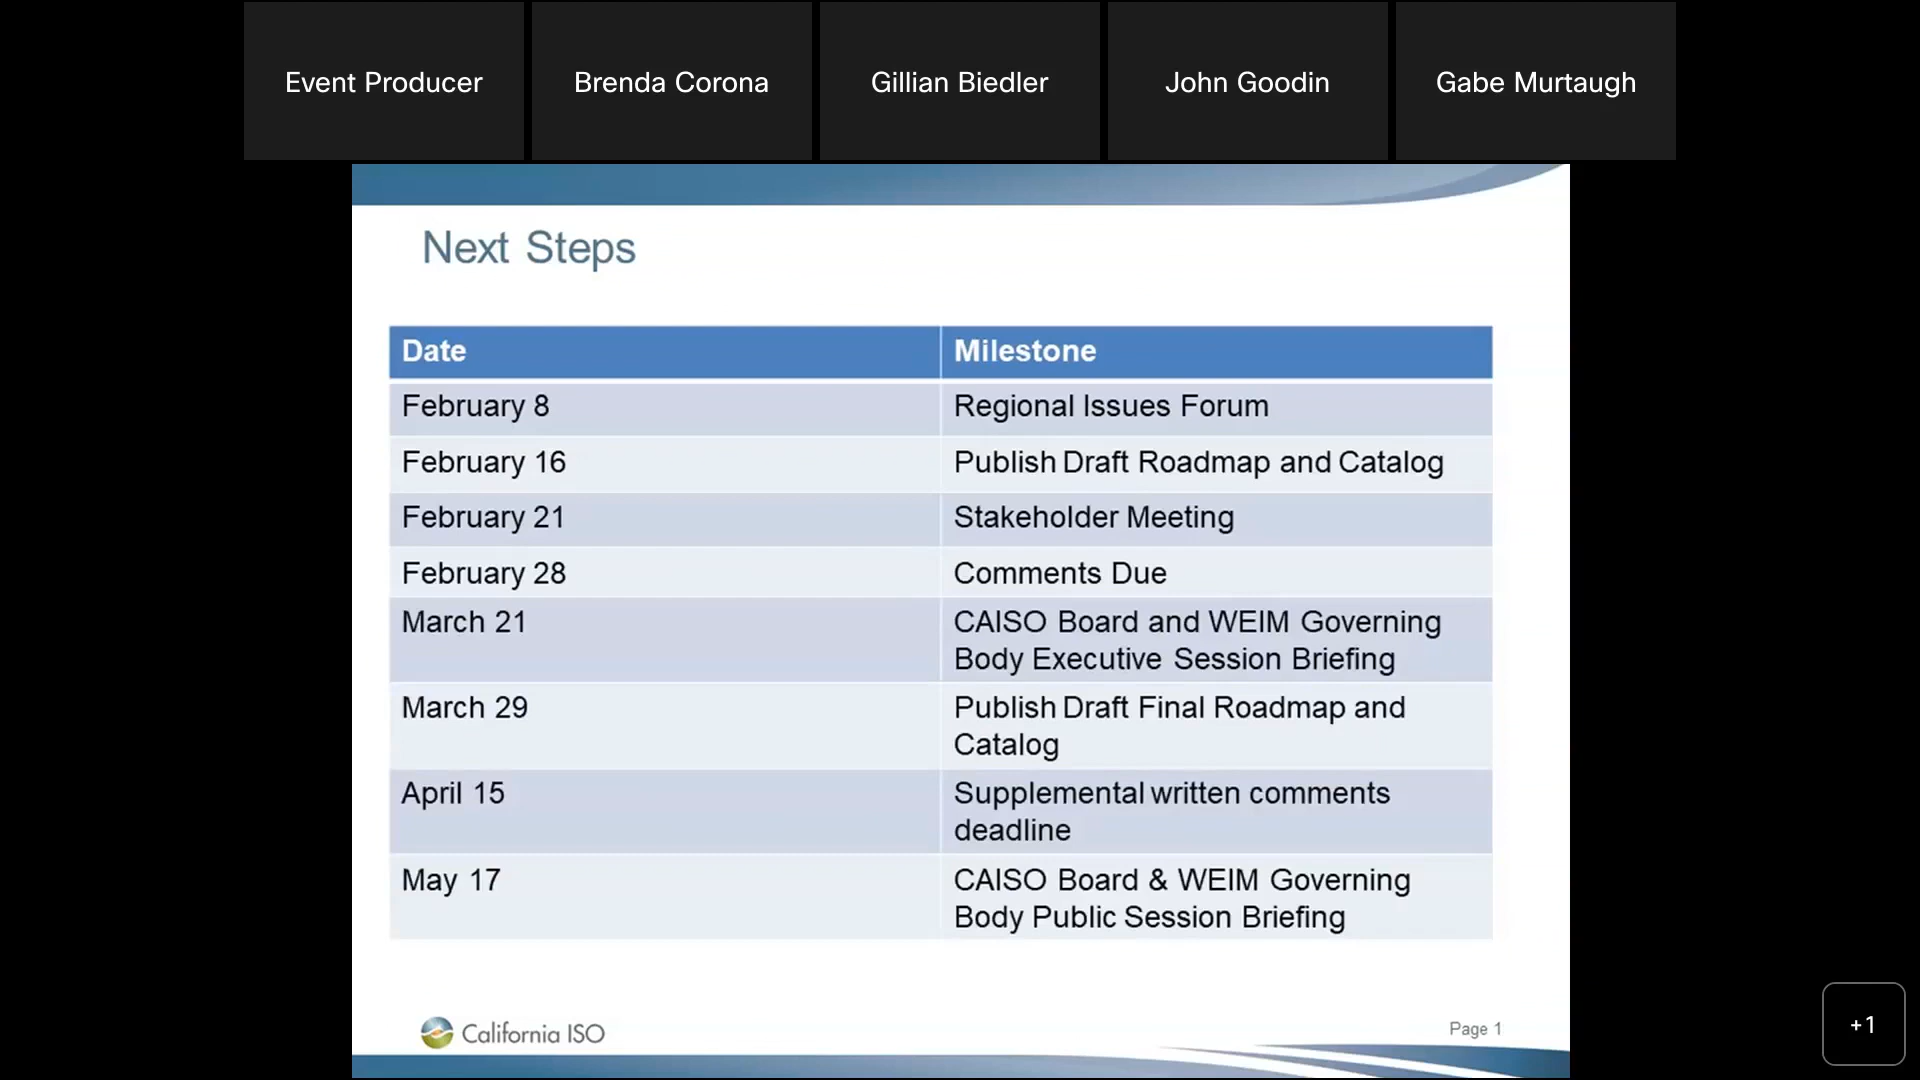 Event Producer
Brenda Corona
Gillian Biedler
John Goodin
Gabe Murtaugh
Next Steps
Date
Milestone
February 8
Regional Issues Forum
February 16
Publish Draft Roadmap and Catalog
February 21
Stakeholder Meeting
February 28
Comments Due
March 21
CAISO Board and WEIM Governing
Body Executive Session Briefing
March 29
Publish Draft Final Roadmap and
Catalog
April 15
Supplemental written comments
deadline
May 17
CAISO Board & WEIM Governing
Body Public Session Briefing
California ISO
Page 1
+1